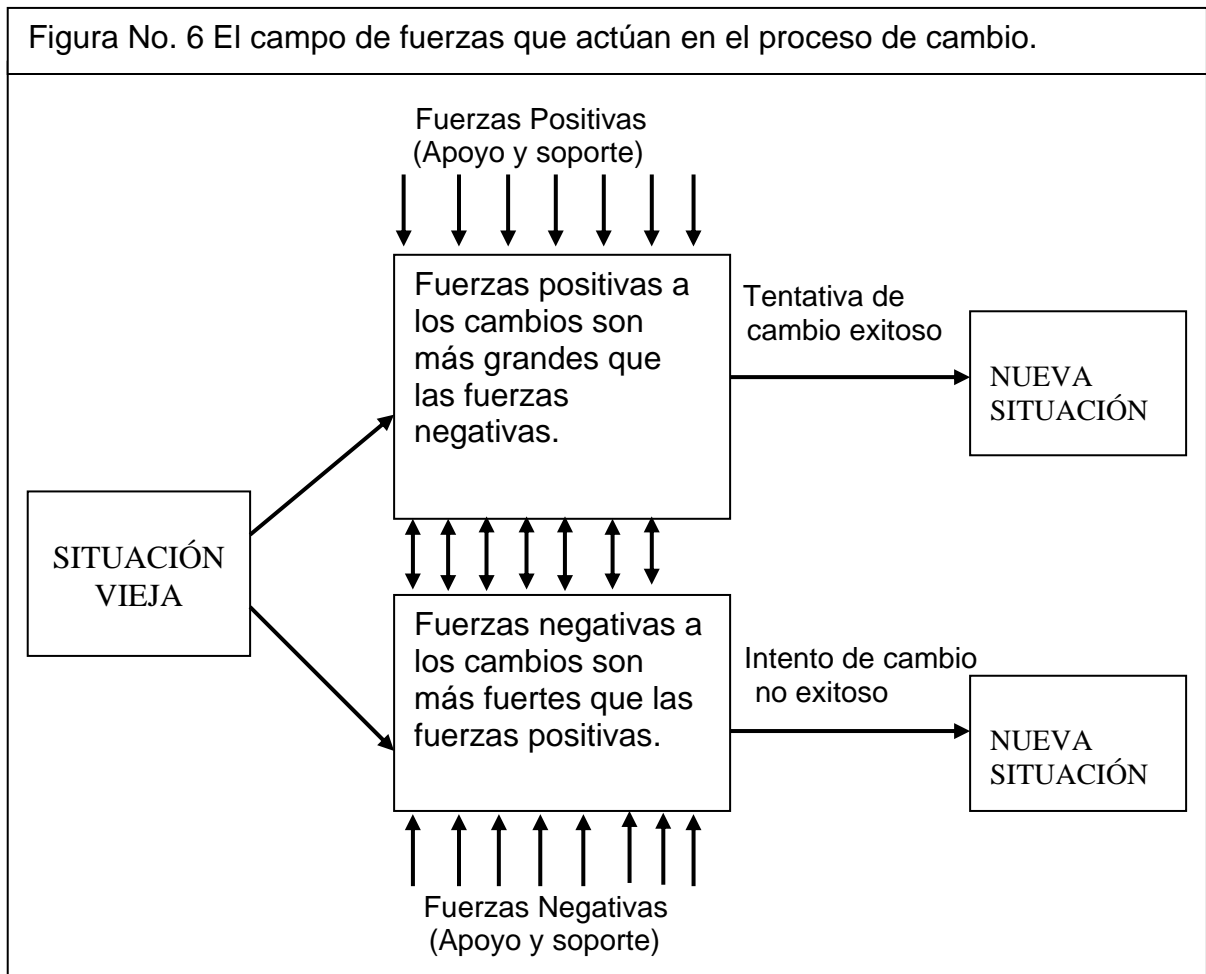 Figura No. 6 El campo de fuerzas que actúan en el proceso de cambio.
Fuerzas Positivas
(Apoyo y soporte)
Fuerzas positivas a
los cambios son
más grandes que
las fuerzas
negativas.
Tentativa de
cambio exitoso
NUEVA
SITUACIÓN
SITUACIÓN
VIEJA
Fuerzas negativas a
los cambios son
más fuertes que las
fuerzas positivas.
Intento de cambio
no exitoso
NUEVA
SITUACIÓN
Fuerzas Negativas
(Apoyo y soporte)